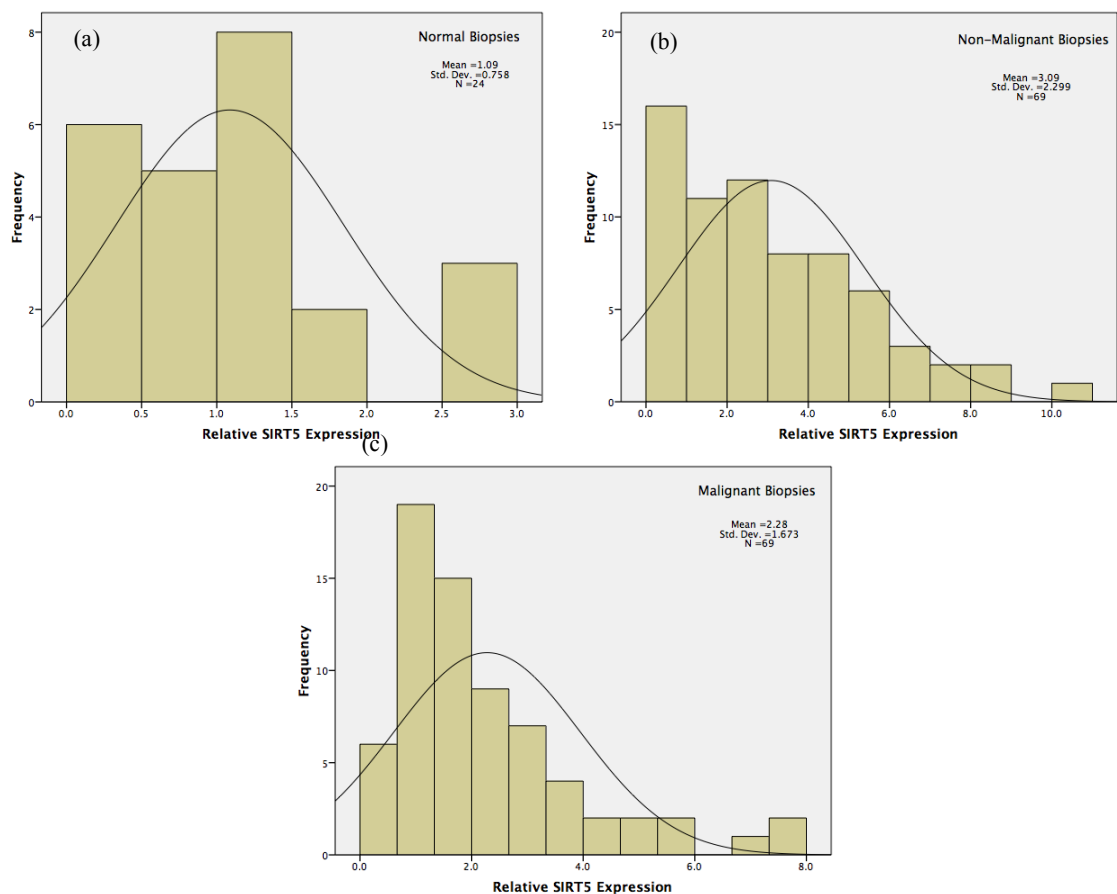 (a)
Normal Biopsies
Mean =1.09
Std. Dev. =0.758
N =24
Frequency
8
6
4
2
0
0.0 0.5 1.0 1.5 2.0 2.5 3.0
Relative SIRT5 Expression
(b)
Non-Malignant Biopsies
Mean =3.09
Std. Dev. =2.299
N =69
Frequency
20
15
10
5
0
0.0 2.0 4.0 6.0 8.0 10.0
Relative SIRT5 Expression
(c)
Malignant Biopsies
Mean =2.28
Std. Dev. =1.673
N =69
Frequency
20
15
10
5
0
0.0 2.0 4.0 6.0 8.0
Relative SIRT5 Expression